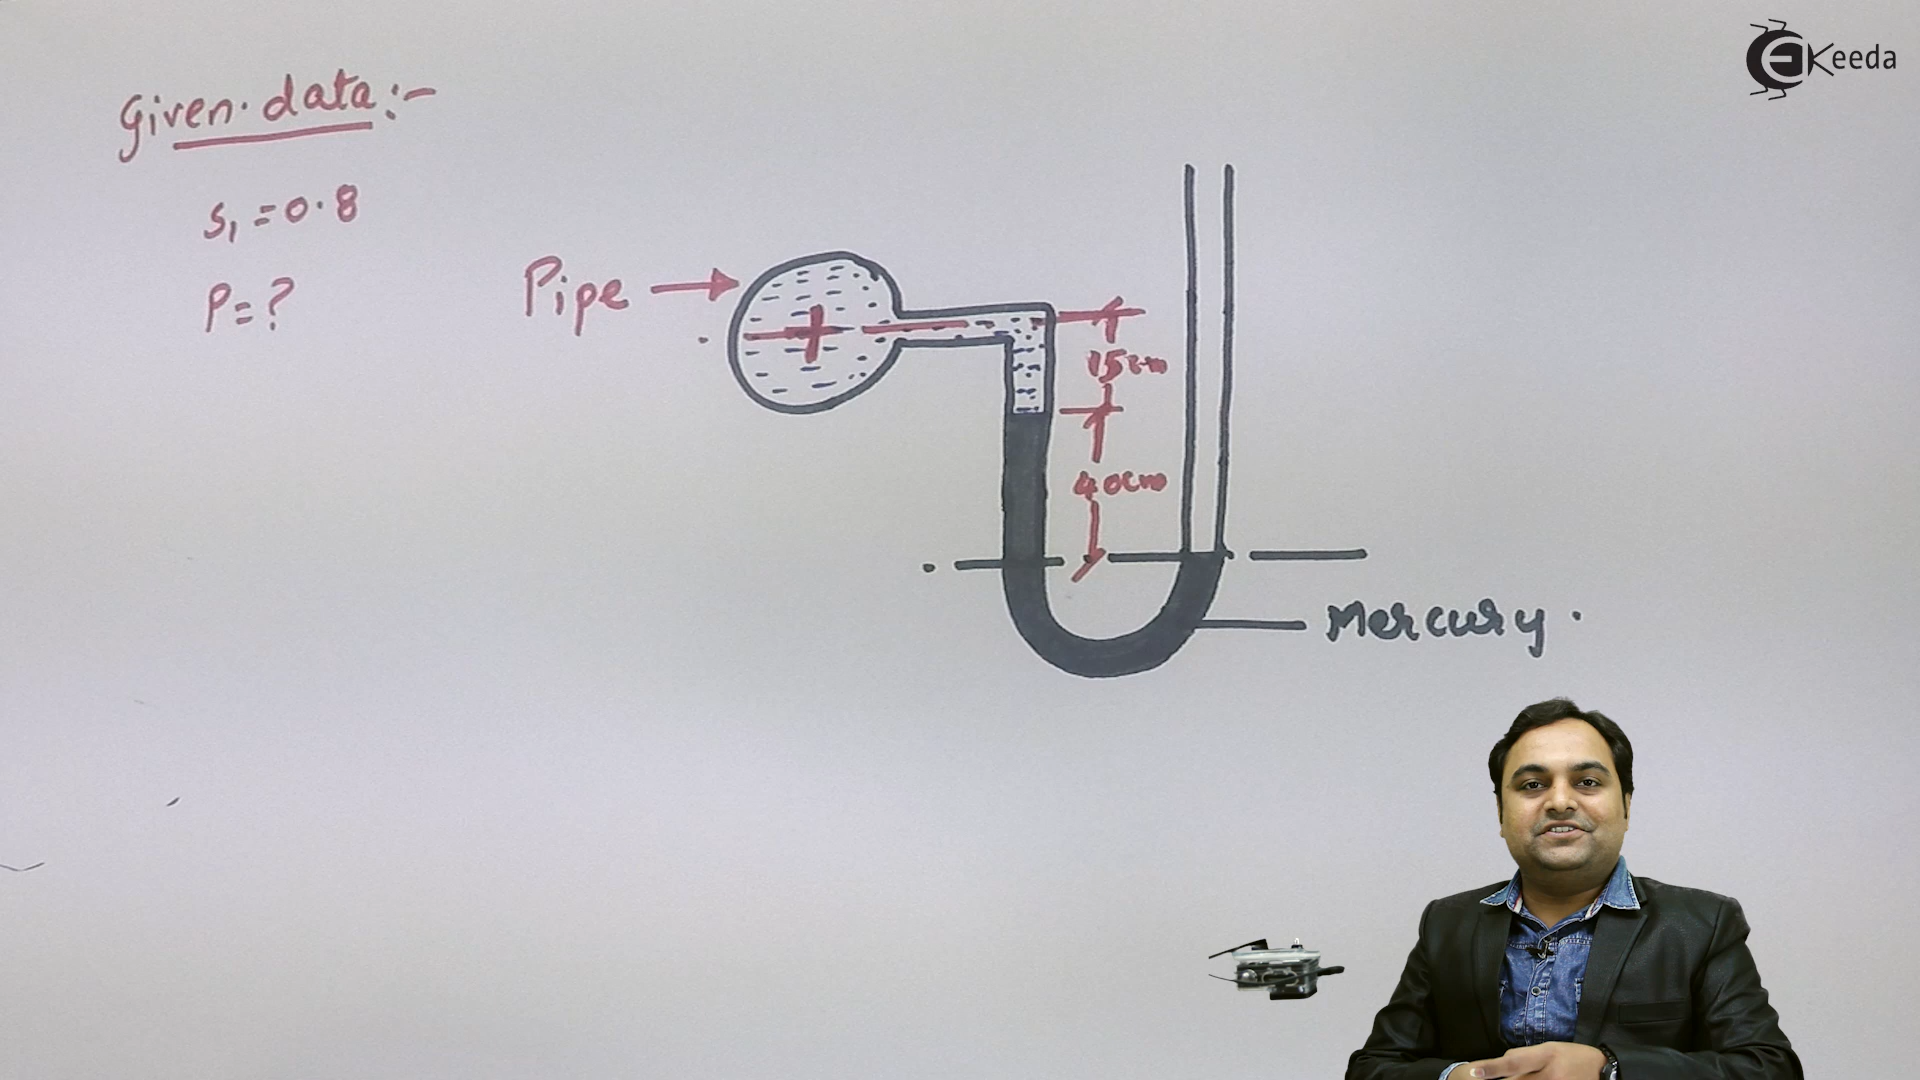 Given data:-
S₁ = 0.8
P = ?
Pipe
15cm
40cm
Mercury.
EKeeda